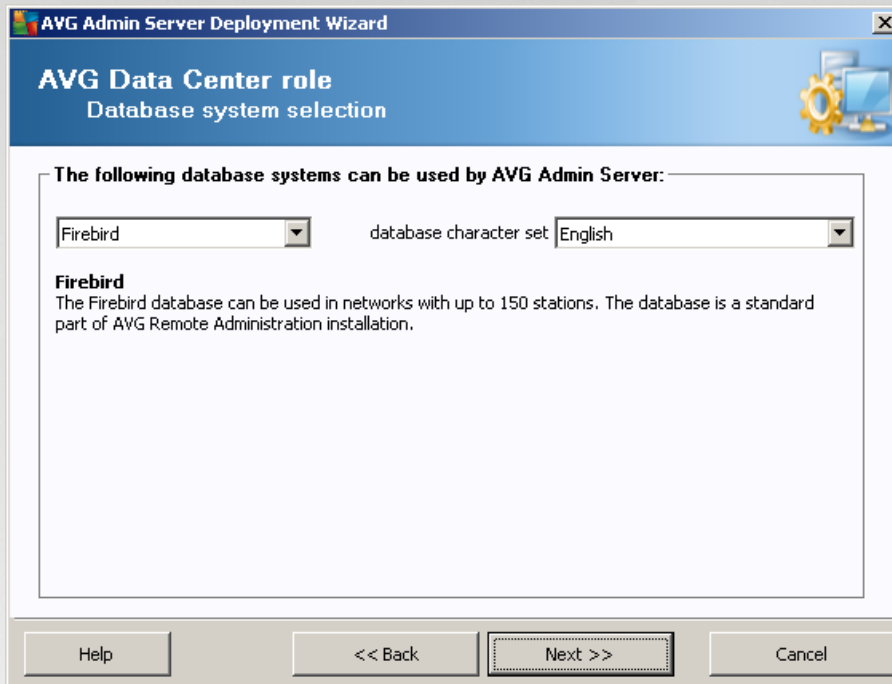 AVG Admin Server Deployment Wizard
AVG Data Center role
Database system selection
The following database systems can be used by AVG Admin Server:
Firebird
database character set English
Firebird
The Firebird database can be used in networks with up to 150 stations. The database is a standard
part of AVG Remote Administration installation.
Help
<< Back
Next >>
Cancel